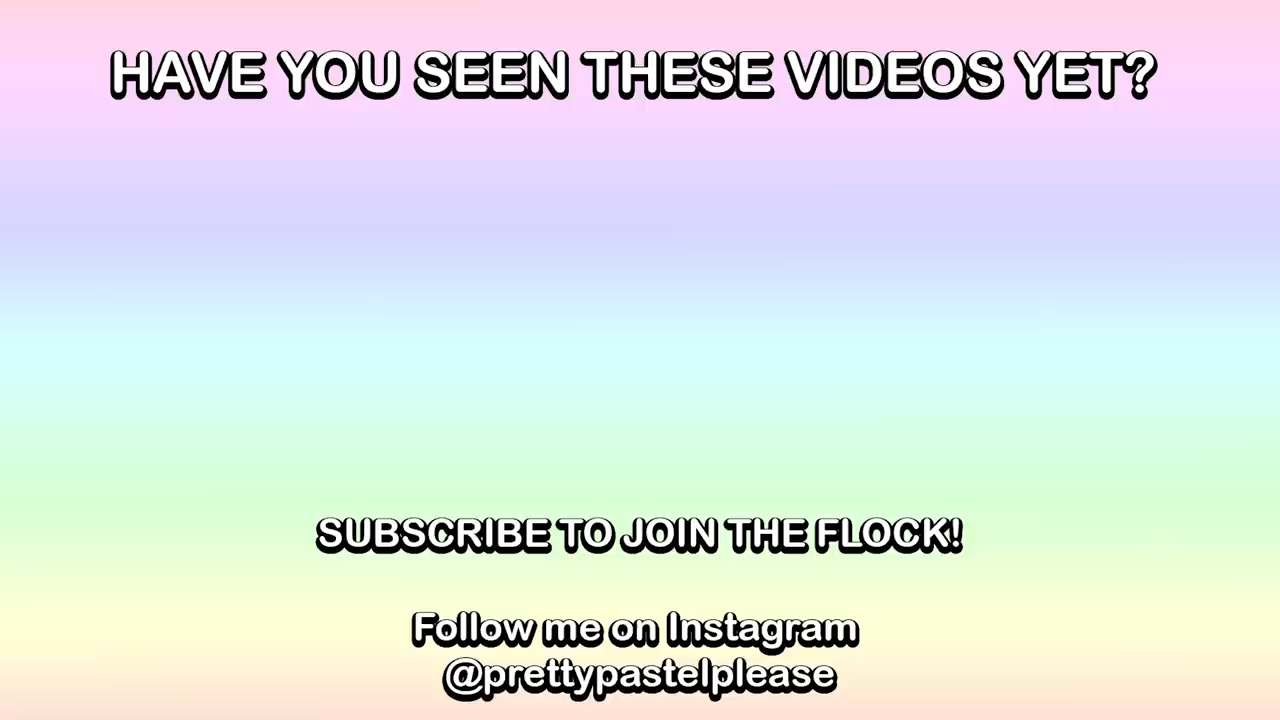 HAVE YOU SEEN THESE VIDEOS YET?
SUBSCRIBE TO JOIN THE FLOCK!
Follow me on Instagram
@prettypastelplease